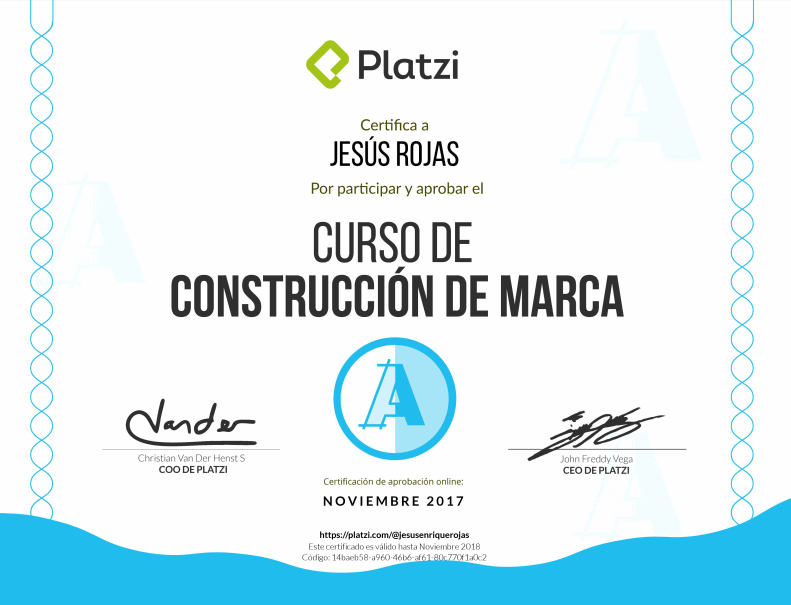 Platzi
Certifica a
JESÚS ROJAS
Por participar y aprobar el
CURSO DE
CONSTRUCCIÓN DE MARCA
A
Vander
Christian Van Der Henst S
COO DE PLATZI
John Freddy Vega
CEO DE PLATZI
Certificación de aprobación online:
NOVIEMBRE 2017
https://platzi.com/@jesusenriquerojas
Este certificado es válido hasta Noviembre 2018
Código: 14baeb58-a960-46b6-af61-80c770f1a0c2